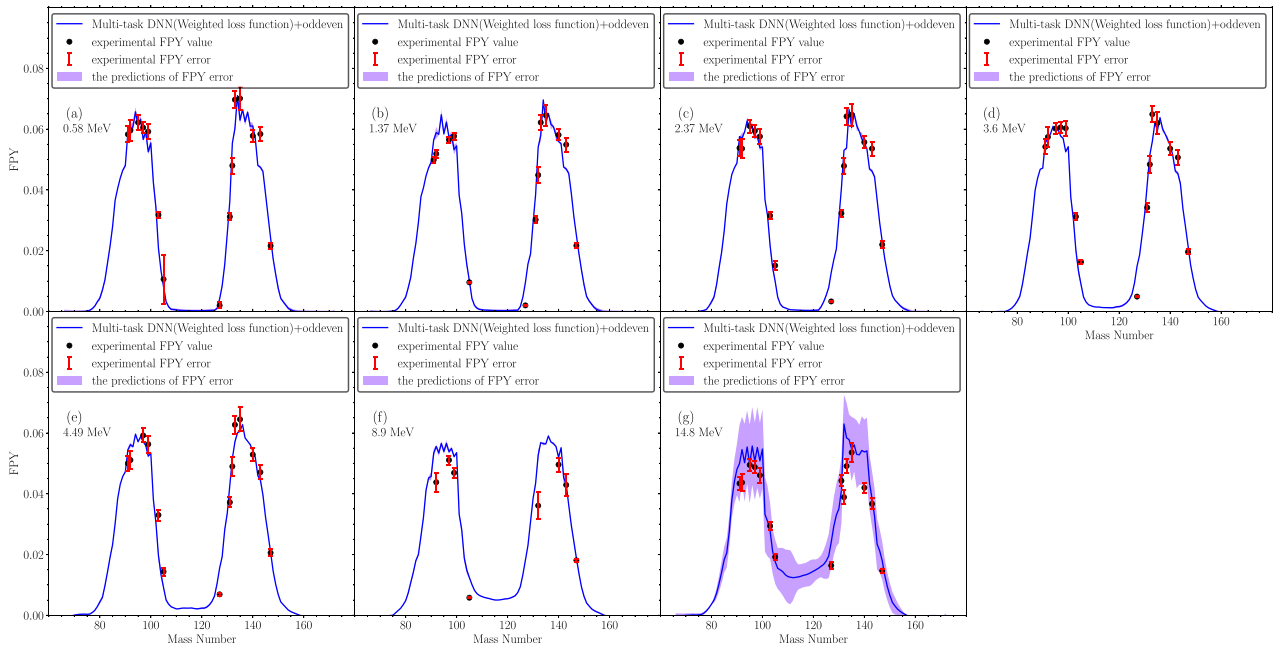 Multi-task DNN(Weighted loss function)+oddeven
experimental FPY value
experimental FPY error
the predictions of FPY error
(a)
0.58 MeV
Multi-task DNN(Weighted loss function)+oddeven
experimental FPY value
experimental FPY error
the predictions of FPY error
(b)
1.37 MeV
Multi-task DNN(Weighted loss function)+oddeven
experimental FPY value
experimental FPY error
the predictions of FPY error
(c)
2.37 MeV
Multi-task DNN(Weighted loss function)+oddeven
experimental FPY value
experimental FPY error
the predictions of FPY error
(d)
3.6 MeV
0.08
0.06
0.04
0.02
0.00
FPY
80 100 120 140 160
Mass Number
Multi-task DNN(Weighted loss function)+oddeven
experimental FPY value
experimental FPY error
the predictions of FPY error
(e)
4.49 MeV
Multi-task DNN(Weighted loss function)+oddeven
experimental FPY value
experimental FPY error
the predictions of FPY error
(f)
8.9 MeV
Multi-task DNN(Weighted loss function)+oddeven
experimental FPY value
experimental FPY error
the predictions of FPY error
(g)
14.8 MeV
0.08
0.06
0.04
0.02
0.00
FPY
80 100 120 140
Mass Number
80 100 120 140 160
Mass Number
80 100 120 140 160
Mass Number